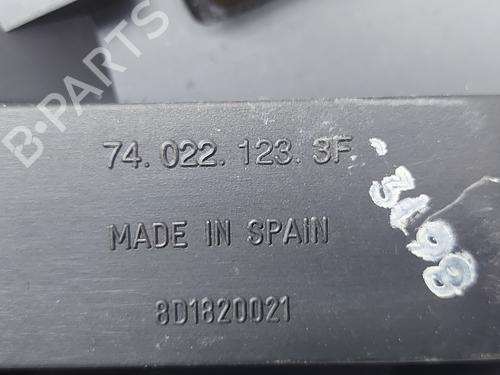 B-PARTS
74. 022. 123. 3F
MADE IN SPAIN
8D1820021